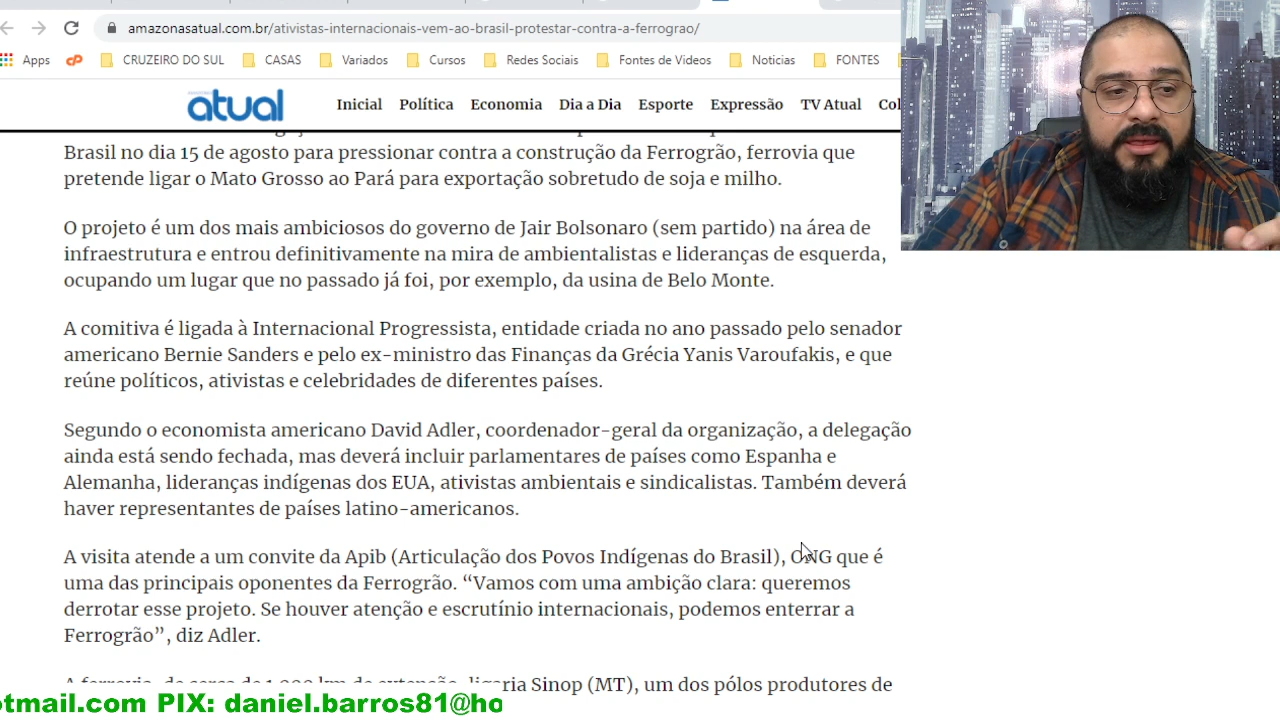 amazonasatual.com.br/ativistas-internacionais-vem-ao-brasil-protestar-contra-a-ferrograo/
Apps CRUZEIRO DO SUL CASAS Variados Cursos Redes Sociais Fontes de Videos Noticias FONTES
atual Inicial Política Economia Dia a Dia Esporte Expressão TV Atual Col
Brasil no dia 15 de agosto para pressionar contra a construção da Ferrogrão, ferrovia que
pretende ligar o Mato Grosso ao Pará para exportação sobretudo de soja e milho.
O projeto é um dos mais ambiciosos do governo de Jair Bolsonaro (sem partido) na área de
infraestrutura e entrou definitivamente na mira de ambientalistas e lideranças de esquerda,
ocupando um lugar que no passado já foi, por exemplo, da usina de Belo Monte.
A comitiva é ligada à Internacional Progressista, entidade criada no ano passado pelo senador
americano Bernie Sanders e pelo ex-ministro das Finanças da Grécia Yanis Varoufakis, e que
reúne políticos, ativistas e celebridades de diferentes países.
Segundo o economista americano David Adler, coordenador-geral da organização, a delegação
ainda está sendo fechada, mas deverá incluir parlamentares de países como Espanha e
Alemanha, lideranças indígenas dos EUA, ativistas ambientais e sindicalistas. Também deverá
haver representantes de países latino-americanos.
A visita atende a um convite da Apib (Articulação dos Povos Indígenas do Brasil), ONG que é
uma das principais oponentes da Ferrogrão. “Vamos com uma ambição clara: queremos
derrotar esse projeto. Se houver atenção e escrutínio internacionais, podemos enterrar a
Ferrogrão”, diz Adler.
A ferrovia, de cerca de 1.000 km de extensão, ligaria Sinop (MT), um dos pólos produtores de
otmail.com PIX: daniel.barros81@ho